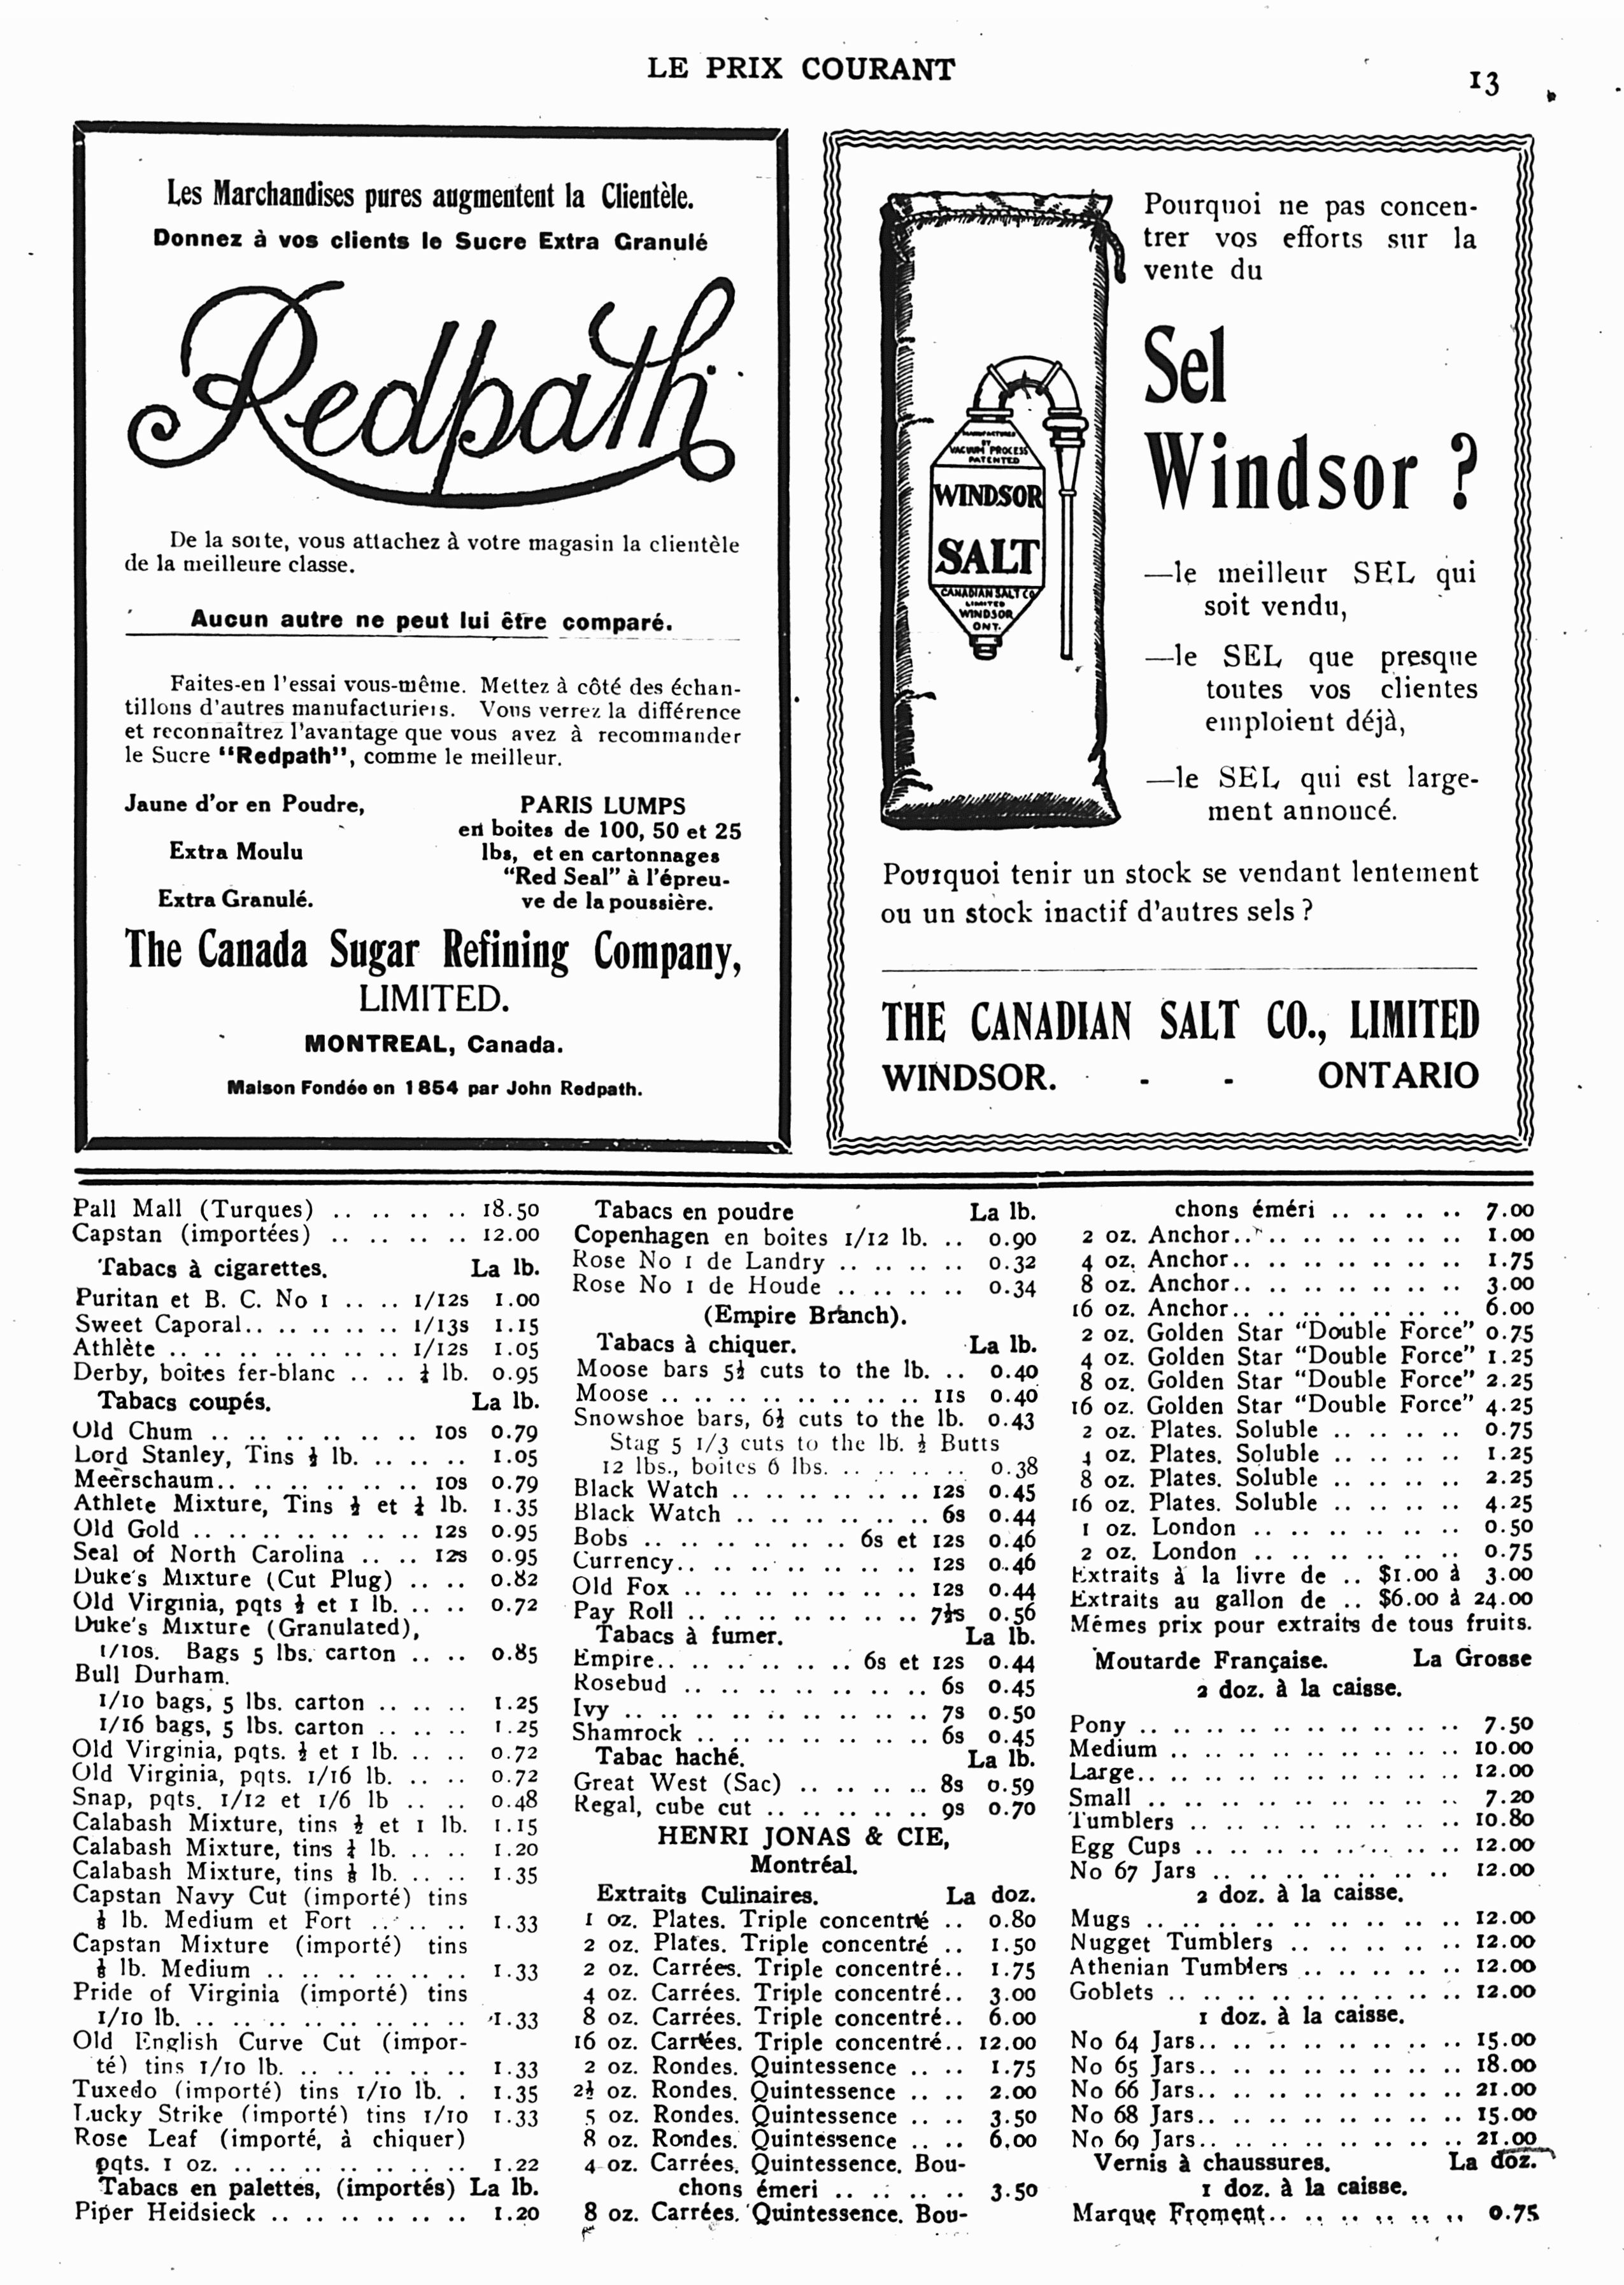 LE PRIX COURANT
13
Les Marchandises pures augmentent la Clientèle.
Donnez à vos clients le Sucre Extra Granulé
Redpath
De la sorte, vous attachez à votre magasin la clientèle
de la meilleure classe.
Aucun autre ne peut lui être comparé.
Faites-en l'essai vous-même. Mettez à côté des échan-
tillons d'autres manufacturiers. Vous verrez la différence
et reconnaîtrez l'avantage que vous avez à recommander
le Sucre "Redpath", comme le meilleur.
Jaune d'or en Poudre,
Extra Moulu
Extra Granulé.
PARIS LUMPS
en boites de 100, 50 et 25
lbs, et en cartonnages
"Red Seal" à l'épreu-
ve de la poussière.
The Canada Sugar Refining Company,
LIMITED.
MONTREAL, Canada.
Maison Fondée en 1854 par John Redpath.
MANUFACTURED
BY
VACUUM PROCESS
PATENTED
WINDSOR
SALT
CANADIAN SALT CO
LIMITED
WINDSOR
ONT.
Pourquoi ne pas concen-
trer vos efforts sur la
vente du
Sel
Windsor ?
—le meilleur SEL qui
soit vendu,
—le SEL que presque
toutes vos clientes
emploient déjà,
—le SEL qui est large-
ment annoucé.
Pourquoi tenir un stock se vendant lentement
ou un stock inactif d'autres sels ?
THE CANADIAN SALT CO., LIMITED
WINDSOR. - - ONTARIO
Pall Mall (Turques) .. .. .. .. 18.50
Capstan (importées) .. .. .. .. 12.00
Tabacs à cigarettes. La lb.
Puritan et B. C. No 1 .. .. 1/12s 1.00
Sweet Caporal.. .. .. .. .. 1/13s 1.15
Athlète .. .. .. .. .. .. .. 1/12s 1.05
Derby, boîtes fer-blanc .. .. ¼ lb. 0.95
Tabacs coupés. La lb.
Old Chum .. .. .. .. .. .. 10s 0.79
Lord Stanley, Tins ½ lb. .. .. .. 1.05
Meerschaum.. .. .. .. .. .. 10s 0.79
Athlete Mixture, Tins ½ et ¼ lb. 1.35
Old Gold .. .. .. .. .. .. .. 12s 0.95
Seal of North Carolina .. .. 12s 0.95
Duke's Mixture (Cut Plug) .. .. 0.82
Old Virginia, pqts ½ et 1 lb. .. .. 0.72
Duke's Mixture (Granulated),
1/10s. Bags 5 lbs. carton .. .. 0.85
Bull Durham.
1/10 bags, 5 lbs. carton .. .. .. 1.25
1/16 bags, 5 lbs. carton .. .. .. 1.25
Old Virginia, pqts. ½ et 1 lb. .. .. 0.72
Old Virginia, pqts. 1/16 lb. .. .. 0.72
Snap, pqts. 1/12 et 1/6 lb .. .. 0.48
Calabash Mixture, tins ½ et 1 lb. 1.15
Calabash Mixture, tins ¼ lb. .. .. 1.20
Calabash Mixture, tins ⅛ lb. .. .. 1.35
Capstan Navy Cut (importé) tins
⅛ lb. Medium et Fort .. .. .. 1.33
Capstan Mixture (importé) tins
⅛ lb. Medium .. .. .. .. .. 1.33
Pride of Virginia (importé) tins
1/10 lb. .. .. .. .. .. .. .. 1.33
Old English Curve Cut (impor-
té) tins 1/10 lb. .. .. .. .. .. 1.33
Tuxedo (importé) tins 1/10 lb. . 1.35
Lucky Strike (importé) tins 1/10 1.33
Rose Leaf (importé, à chiquer)
pqts. 1 oz. .. .. .. .. .. .. 1.22
Tabacs en palettes, (importés) La lb.
Piper Heidsieck .. .. .. .. .. .. 1.20
Tabacs en poudre La lb.
Copenhagen en boîtes 1/12 lb. .. 0.90
Rose No 1 de Landry .. .. .. .. 0.32
Rose No 1 de Houde .. .. .. .. 0.34
(Empire Branch).
Tabacs à chiquer. La lb.
Moose bars 5½ cuts to the lb. .. 0.40
Moose .. .. .. .. .. .. .. 11s 0.40
Snowshoe bars, 6½ cuts to the lb. 0.43
Stag 5 1/3 cuts to the lb. ½ Butts
12 lbs., boites 6 lbs. .. .. .. .. 0.38
Black Watch .. .. .. .. .. .. 12s 0.45
Black Watch .. .. .. .. .. .. 6s 0.44
Bobs .. .. .. .. .. .. 6s et 12s 0.46
Currency.. .. .. .. .. .. .. 12s 0.46
Old Fox .. .. .. .. .. .. .. 12s 0.44
Pay Roll .. .. .. .. .. .. .. 7½s 0.56
Tabacs à fumer. La lb.
Empire.. .. .. .. .. .. 6s et 12s 0.44
Rosebud .. .. .. .. .. .. .. 6s 0.45
Ivy .. .. .. .. .. .. .. .. .. 7s 0.50
Shamrock .. .. .. .. .. .. .. 6s 0.45
Tabac haché. La lb.
Great West (Sac) .. .. .. .. 8s 0.59
Regal, cube cut .. .. .. .. .. 9s 0.70
HENRI JONAS & CIE,
Montréal.
Extraits Culinaires. La doz.
1 oz. Plates. Triple concentré .. 0.80
2 oz. Plates. Triple concentré .. 1.50
2 oz. Carrées. Triple concentré.. 1.75
4 oz. Carrées. Triple concentré.. 3.00
8 oz. Carrées. Triple concentré.. 6.00
16 oz. Carrées. Triple concentré.. 12.00
2 oz. Rondes. Quintessence .. .. 1.75
2½ oz. Rondes. Quintessence .. .. 2.00
5 oz. Rondes. Quintessence .. .. 3.50
8 oz. Rondes. Quintessence .. .. 6.00
4 oz. Carrées. Quintessence. Bou-
chons émeri .. .. .. .. .. 3.50
8 oz. Carrées. Quintessence. Bou-
chons éméri .. .. .. .. 7.00
2 oz. Anchor.. .. .. .. .. .. .. 1.00
4 oz. Anchor.. .. .. .. .. .. .. 1.75
8 oz. Anchor.. .. .. .. .. .. .. 3.00
16 oz. Anchor.. .. .. .. .. .. .. 6.00
2 oz. Golden Star "Double Force" 0.75
4 oz. Golden Star "Double Force" 1.25
8 oz. Golden Star "Double Force" 2.25
16 oz. Golden Star "Double Force" 4.25
2 oz. Plates. Soluble .. .. .. .. 0.75
4 oz. Plates. Soluble .. .. .. .. 1.25
8 oz. Plates. Soluble .. .. .. .. 2.25
16 oz. Plates. Soluble .. .. .. .. 4.25
1 oz. London .. .. .. .. .. .. 0.50
2 oz. London .. .. .. .. .. .. 0.75
Extraits à la livre de .. $1.00 à 3.00
Extraits au gallon de .. $6.00 à 24.00
Mêmes prix pour extraits de tous fruits.
Moutarde Française. La Grosse
2 doz. à la caisse.
Pony .. .. .. .. .. .. .. .. .. 7.50
Medium .. .. .. .. .. .. .. .. 10.00
Large.. .. .. .. .. .. .. .. .. 12.00
Small .. .. .. .. .. .. .. .. .. 7.20
Tumblers .. .. .. .. .. .. .. .. 10.80
Egg Cups .. .. .. .. .. .. .. .. 12.00
No 67 Jars .. .. .. .. .. .. .. 12.00
2 doz. à la caisse.
Mugs .. .. .. .. .. .. .. .. .. 12.00
Nugget Tumblers .. .. .. .. .. 12.00
Athenian Tumblers .. .. .. .. .. 12.00
Goblets .. .. .. .. .. .. .. .. 12.00
1 doz. à la caisse.
No 64 Jars.. .. .. .. .. .. .. .. 15.00
No 65 Jars.. .. .. .. .. .. .. .. 18.00
No 66 Jars.. .. .. .. .. .. .. .. 21.00
No 68 Jars.. .. .. .. .. .. .. .. 15.00
No 69 Jars.. .. .. .. .. .. .. .. 21.00
Vernis à chaussures. La doz.
1 doz. à la caisse.
Marque Froment.. .. .. .. .. .. 0.75